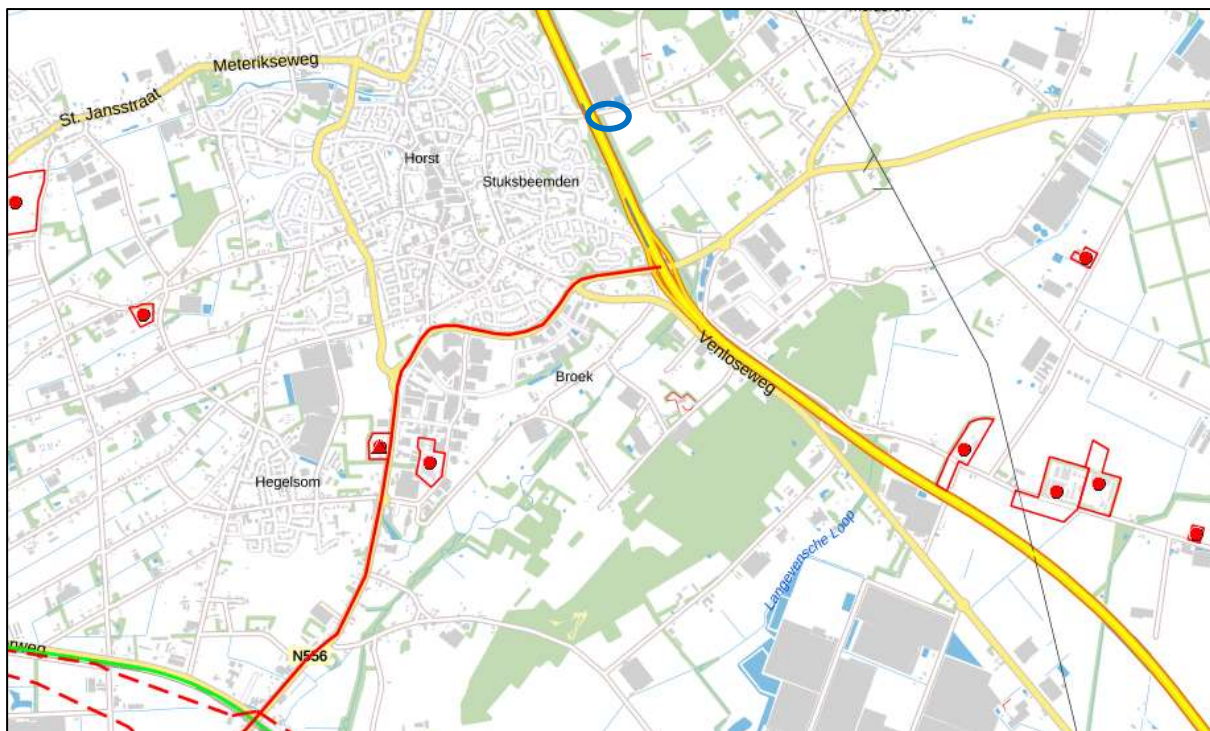 Meterikseweg
St. Jansstraat
Horst
Stuksbeemden
Venloseweg
Broek
Hegelsom
Langevensche Loop
N556